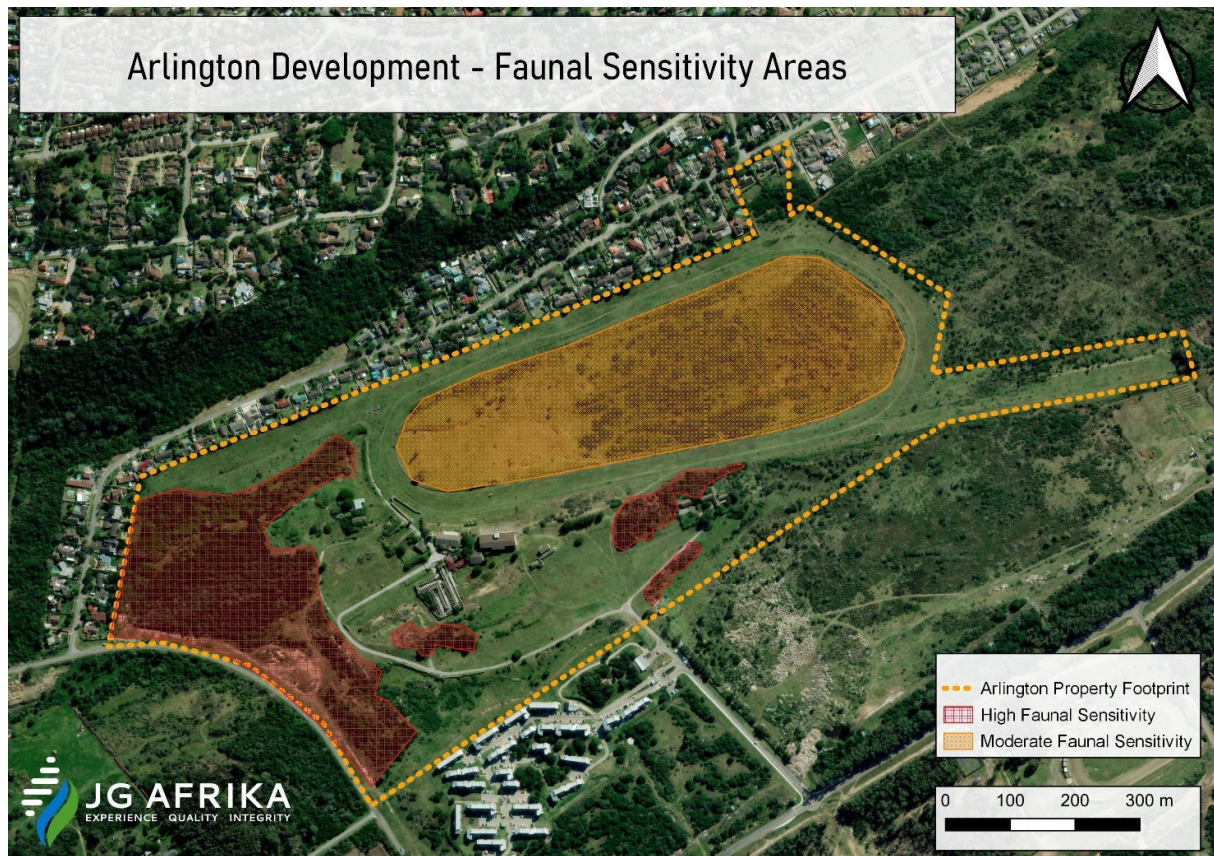 Arlington Development - Faunal Sensitivity Areas
Arlington Property Footprint
High Faunal Sensitivity
Moderate Faunal Sensitivity
JG AFRIKA
EXPERIENCE QUALITY INTEGRITY
0 100 200 300 m